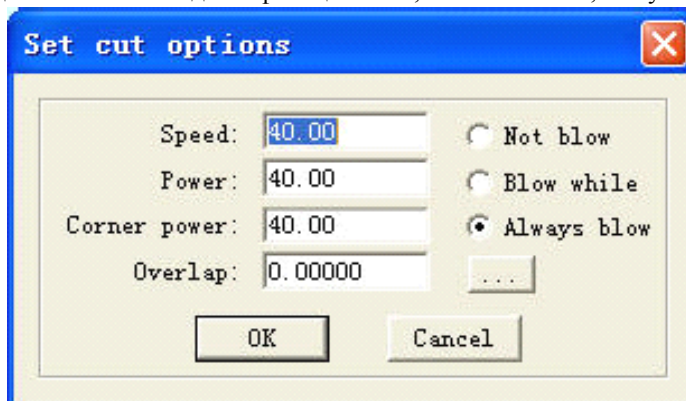 Set cut options
Speed: 40.00 Not blow
Power: 40.00 Blow while
Corner power: 40.00 Always blow
Overlap: 0.00000 ...
OK Cancel